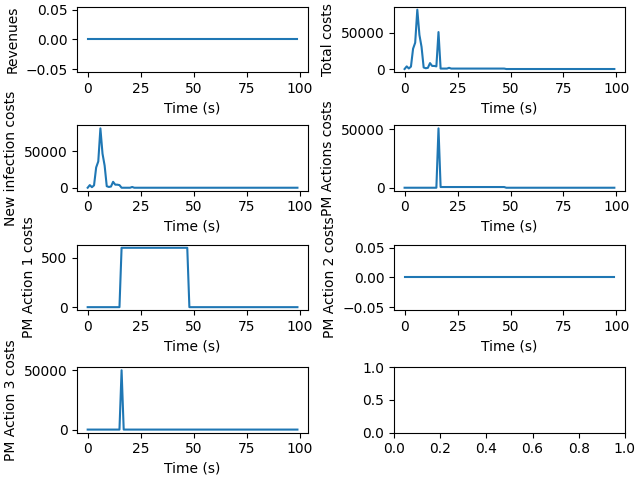 Revenues
0.05
0.00
−0.05
0 25 50 75 100
Time (s)
Total costs
50000
0
0 25 50 75 100
Time (s)
New infection costs
50000
0
0 25 50 75 100
Time (s)
PM Actions costs
50000
0
0 25 50 75 100
Time (s)
PM Action 1 costs
500
0
0 25 50 75 100
Time (s)
PM Action 2 costs
0.05
0.00
−0.05
0 25 50 75 100
Time (s)
PM Action 3 costs
50000
0
0 25 50 75 100
Time (s)
1.0
0.5
0.0
0.0 0.2 0.4 0.6 0.8 1.0